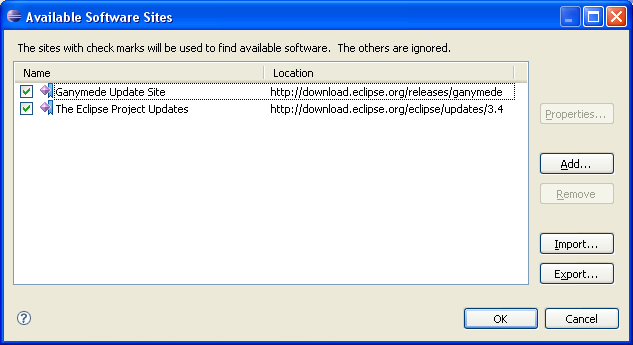 Available Software Sites
The sites with check marks will be used to find available software. The others are ignored.
Name Location
Ganymede Update Site http://download.eclipse.org/releases/ganymede
The Eclipse Project Updates http://download.eclipse.org/eclipse/updates/3.4
Properties...
Add...
Remove
Import...
Export...
? OK Cancel